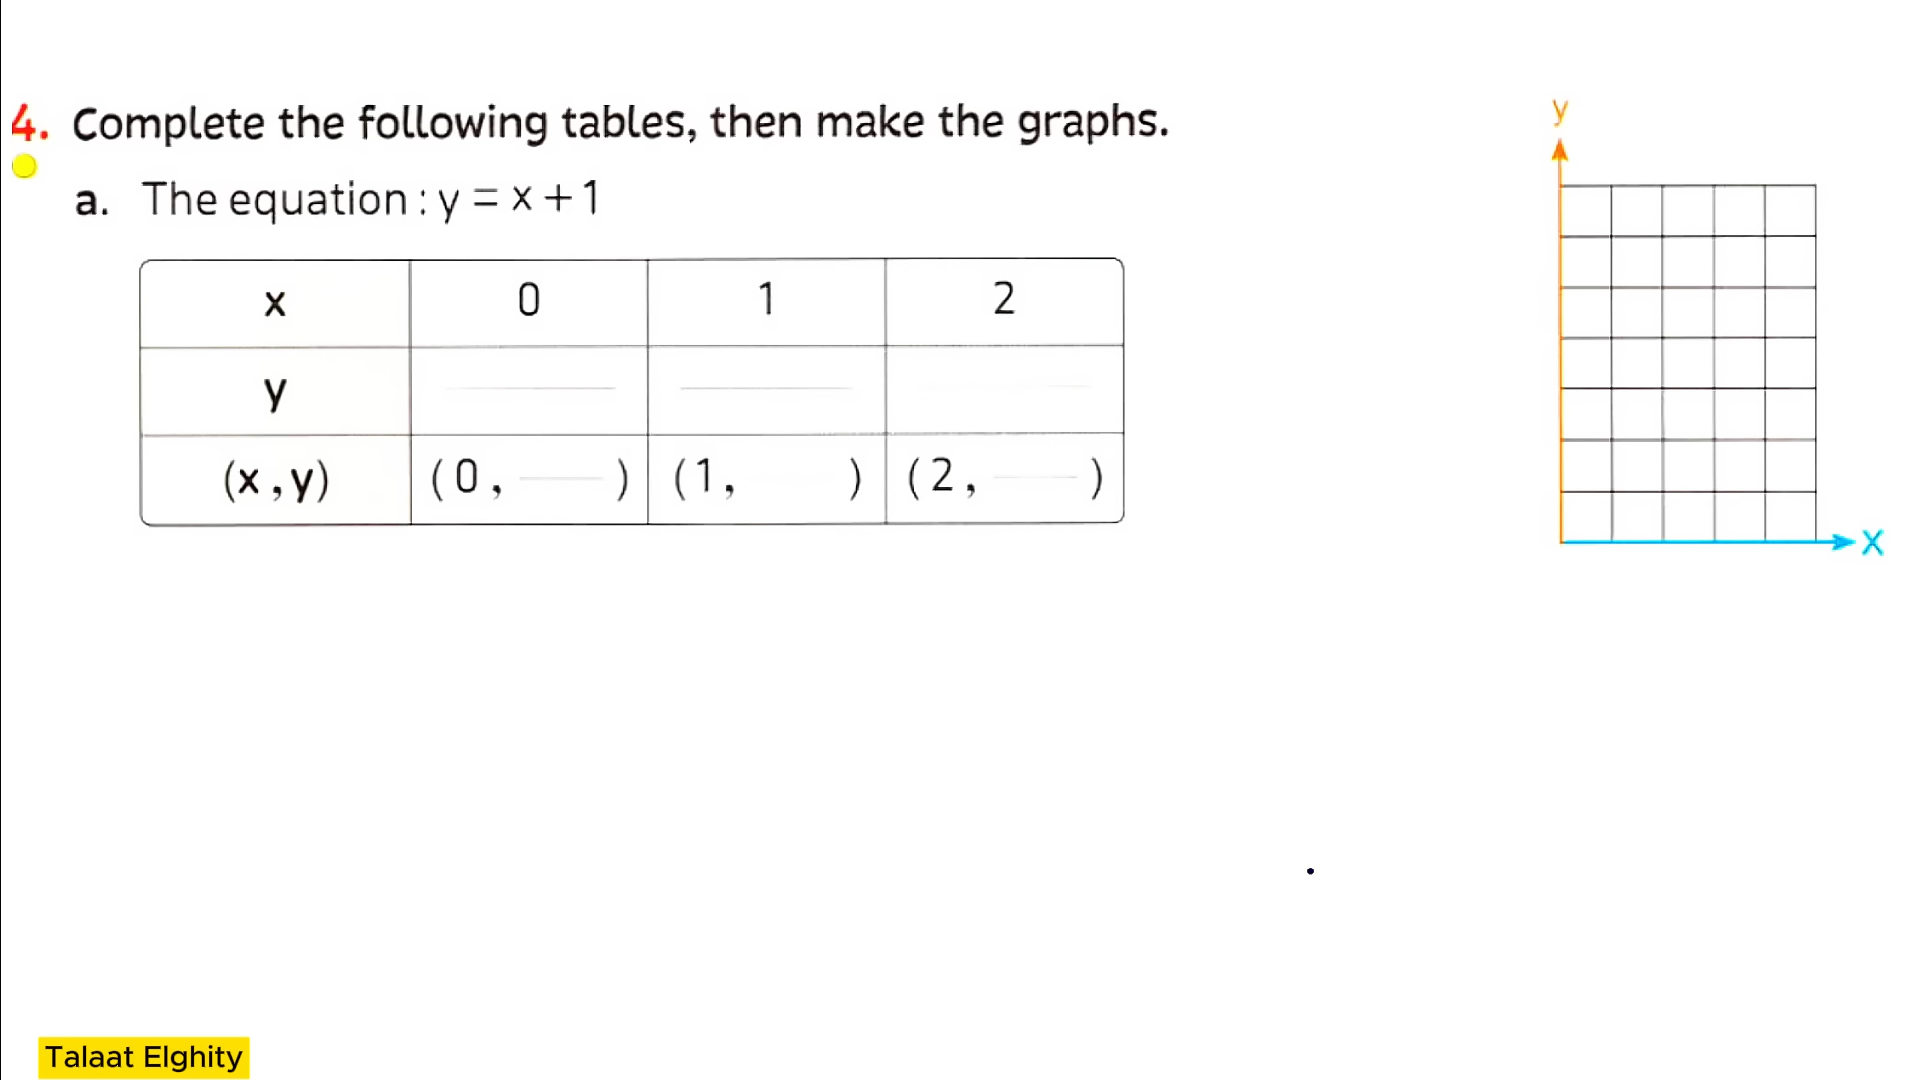 y
4. Complete the following tables, then make the graphs.
a. The equation : y = x + 1
x 0 1 2
y
(x , y) (0, ) (1, ) (2, )
x
Talaat Elghity